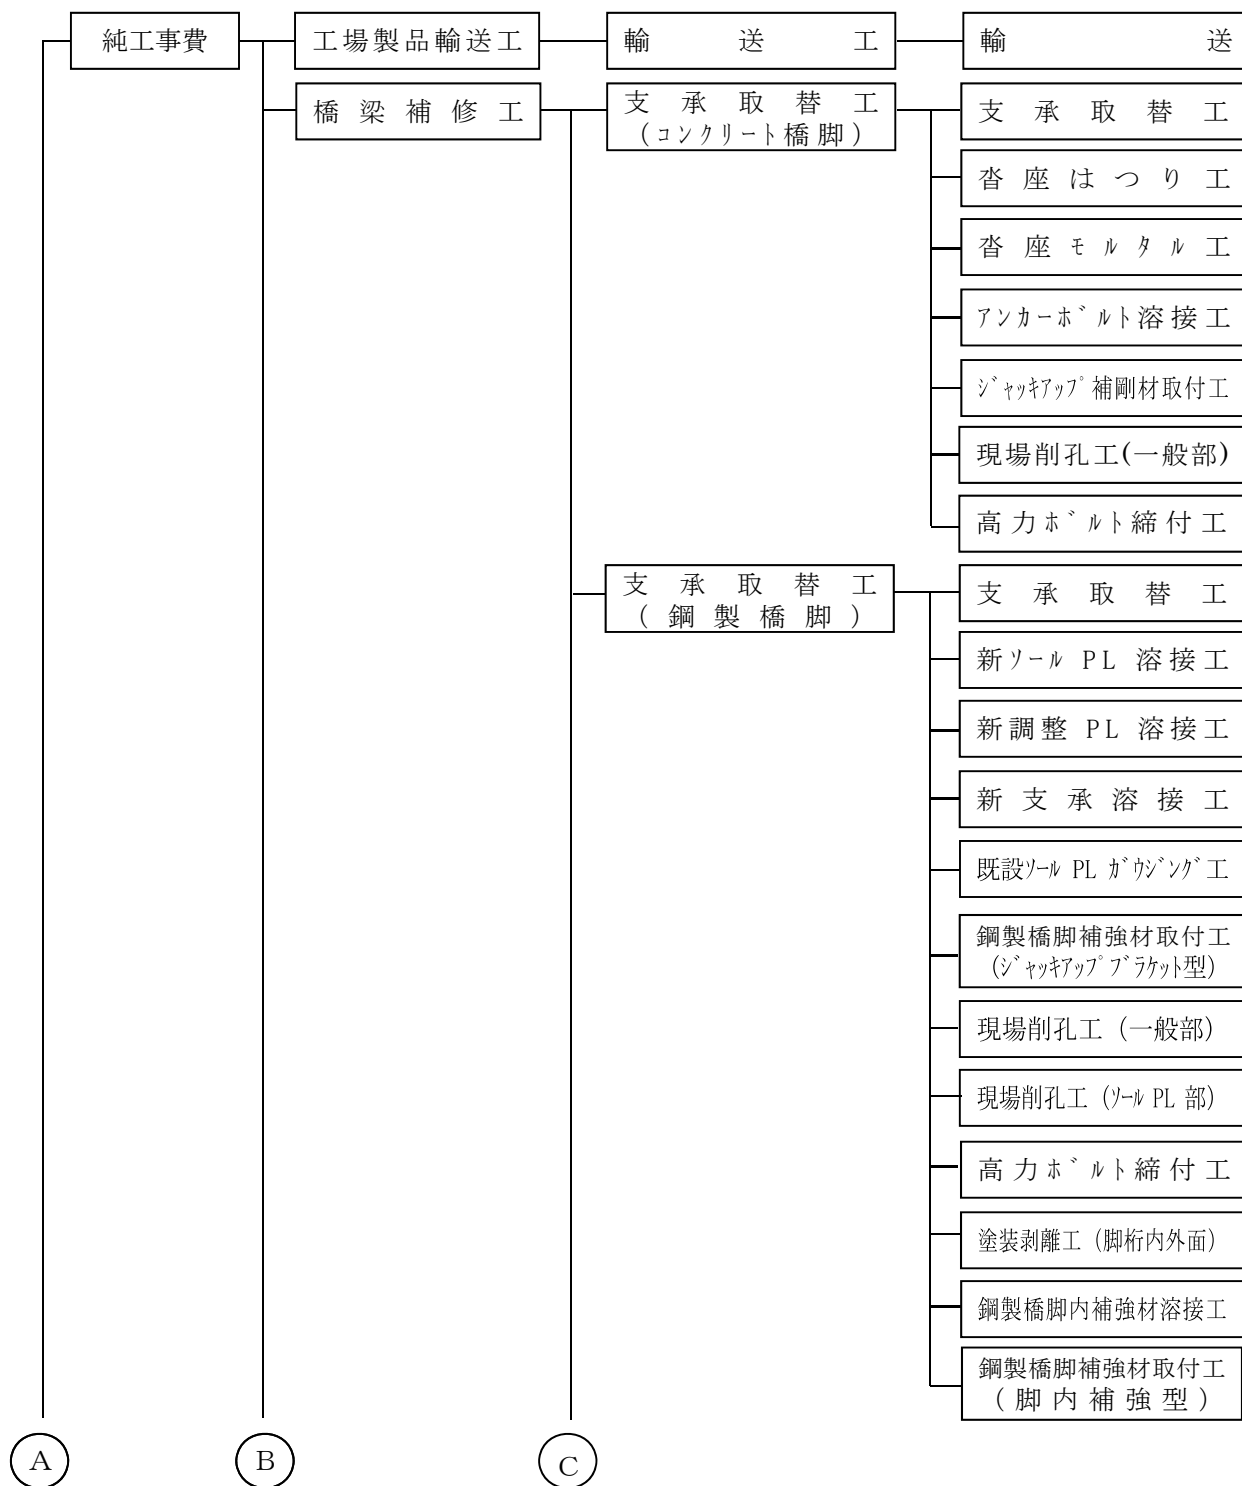 純工事費
工場製品輸送工
輸送工
輸送
橋梁補修工
支承取替工
(コンクリート橋脚)
支承取替工
沓座はつり工
沓座モルタル工
アンカーボルト溶接工
ジャッキアップ補剛材取付工
現場削孔工(一般部)
高力ボルト締付工
支承取替工
(鋼製橋脚)
支承取替工
新ソール PL 溶接工
新調整 PL 溶接工
新支承溶接工
既設ソール PL ガウジング工
鋼製橋脚補強材取付工
(ジャッキアップブラケット型)
現場削孔工(一般部)
現場削孔工(ソール PL 部)
高力ボルト締付工
塗装剥離工(脚桁内外面)
鋼製橋脚内補強材溶接工
鋼製橋脚補強材取付工
(脚内補強型)
A
B
C